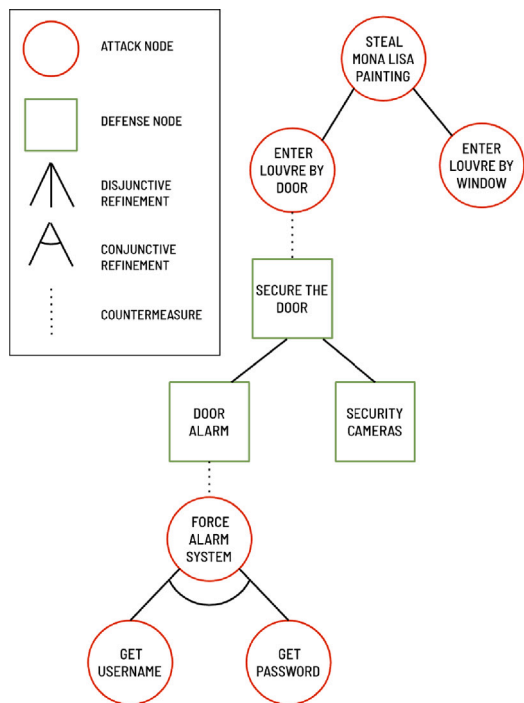 ATTACK NODE
DEFENSE NODE
DISJUNCTIVE
REFINEMENT
CONJUNCTIVE
REFINEMENT
COUNTERMEASURE
STEAL
MONA LISA
PAINTING
ENTER
LOUVRE BY
DOOR
ENTER
LOUVRE BY
WINDOW
SECURE THE
DOOR
DOOR
ALARM
SECURITY
CAMERAS
FORCE
ALARM
SYSTEM
GET
USERNAME
GET
PASSWORD